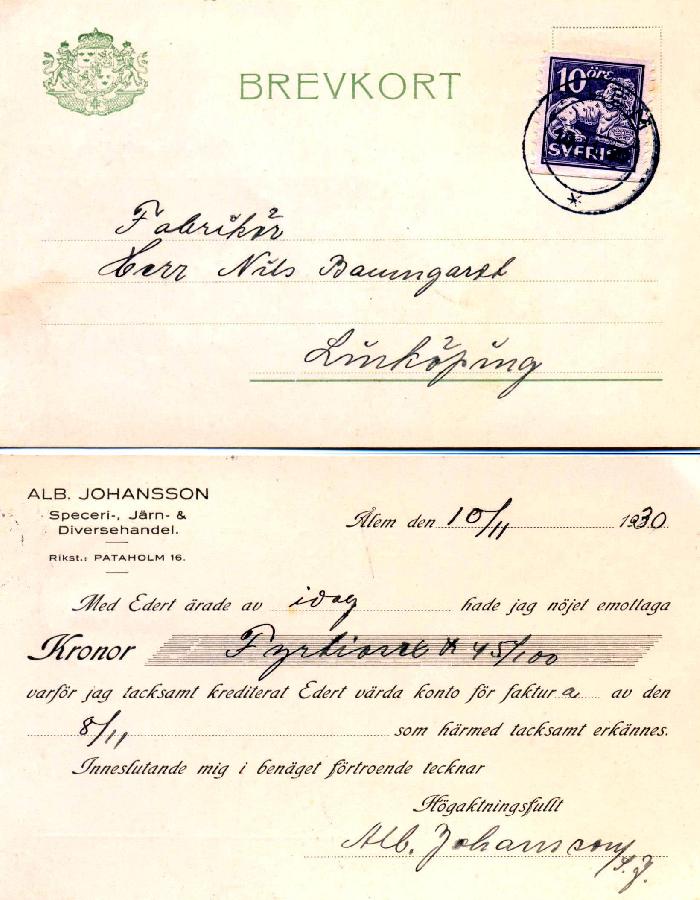 BREVKORT
10 öre
SVERIGE
Fabrikör
Herr Nils Baumgardt
Linköping
ALB. JOHANSSON
Speceri-, Järn- &
Diversehandel.
Rikst.: PATAHOLM 16.
Ålem den 10/11 1930
Med Edert ärade av idag hade jag nöjet emottaga
Kronor 45/100
varför jag tacksamt krediterat Edert värda konto för faktura av den
8/11 som härmed tacksamt erkännes.
Inneslutande mig i benäget förtroende tecknar
Högaktningsfullt
Alb. Johansson